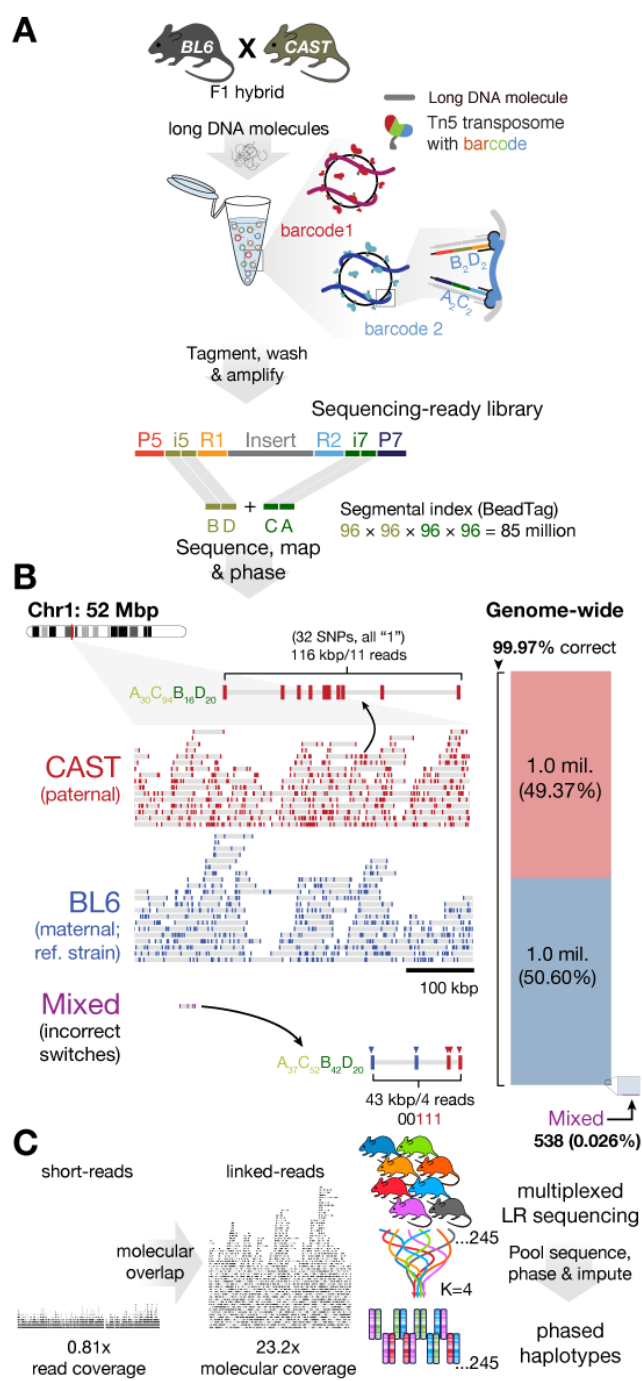 A
BL6
X
CAST
F1 hybrid
long DNA molecules
Long DNA molecule
Tn5 transposome
with barcode
barcode1
barcode 2
B2D2
A2C2
Tagment, wash
& amplify
Sequencing-ready library
P5 i5 R1 Insert R2 i7 P7
B D + C A
Segmental index (BeadTag)
96 × 96 × 96 × 96 = 85 million
Sequence, map
& phase
B
Chr1: 52 Mbp
Genome-wide
99.97% correct
(32 SNPs, all “1”)
116 kbp/11 reads
A30C94B16D20
CAST
(paternal)
1.0 mil.
(49.37%)
BL6
(maternal;
ref. strain)
1.0 mil.
(50.60%)
100 kbp
Mixed
(incorrect
switches)
A37C52B42D20
43 kbp/4 reads
00111
Mixed
538 (0.026%)
C
short-reads
linked-reads
molecular
overlap
0.81x
read coverage
23.2x
molecular coverage
...245
K=4
...245
multiplexed
LR sequencing
Pool sequence,
phase & impute
phased
haplotypes